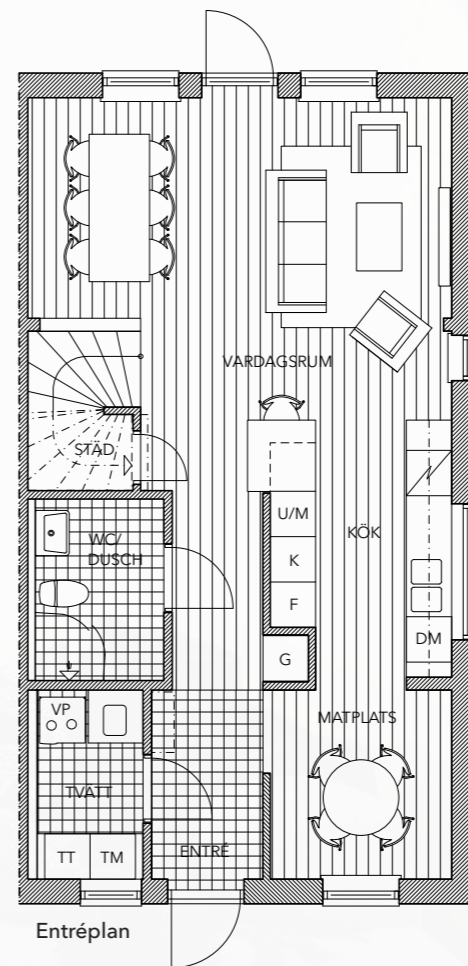 VARDAGSRUM
STÄD
U/M
KÖK
WC/
DUSCH
K
F
DM
G
VP
MATPLATS
TVÄTT
ENTRÉ
TT
TM
Entréplan